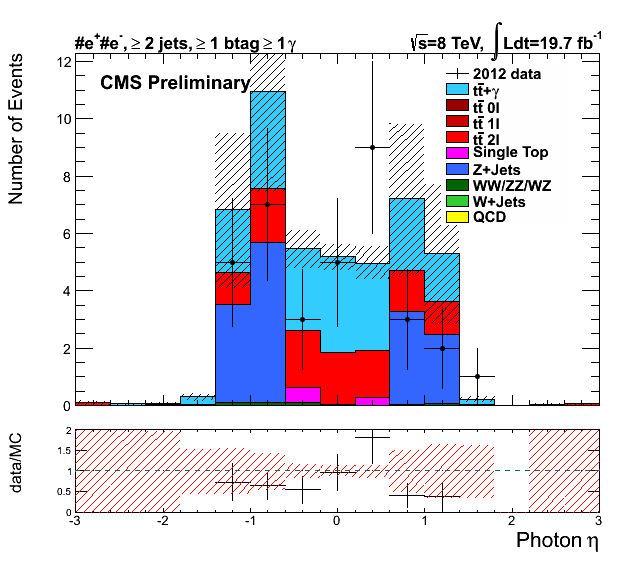 #e⁺#e⁻, ≥ 2 jets, ≥ 1 btag ≥ 1 γ
√s=8 TeV, ∫ Ldt=19.7 fb⁻¹
CMS Preliminary
Number of Events
12
10
8
6
4
2
0
2012 data
tt̄+γ
tt̄ 0l
tt̄ 1l
tt̄ 2l
Single Top
Z+Jets
WW/ZZ/WZ
W+Jets
QCD
data/MC
2
1.5
1
0.5
0
-3 -2 -1 0 1 2 3
Photon η